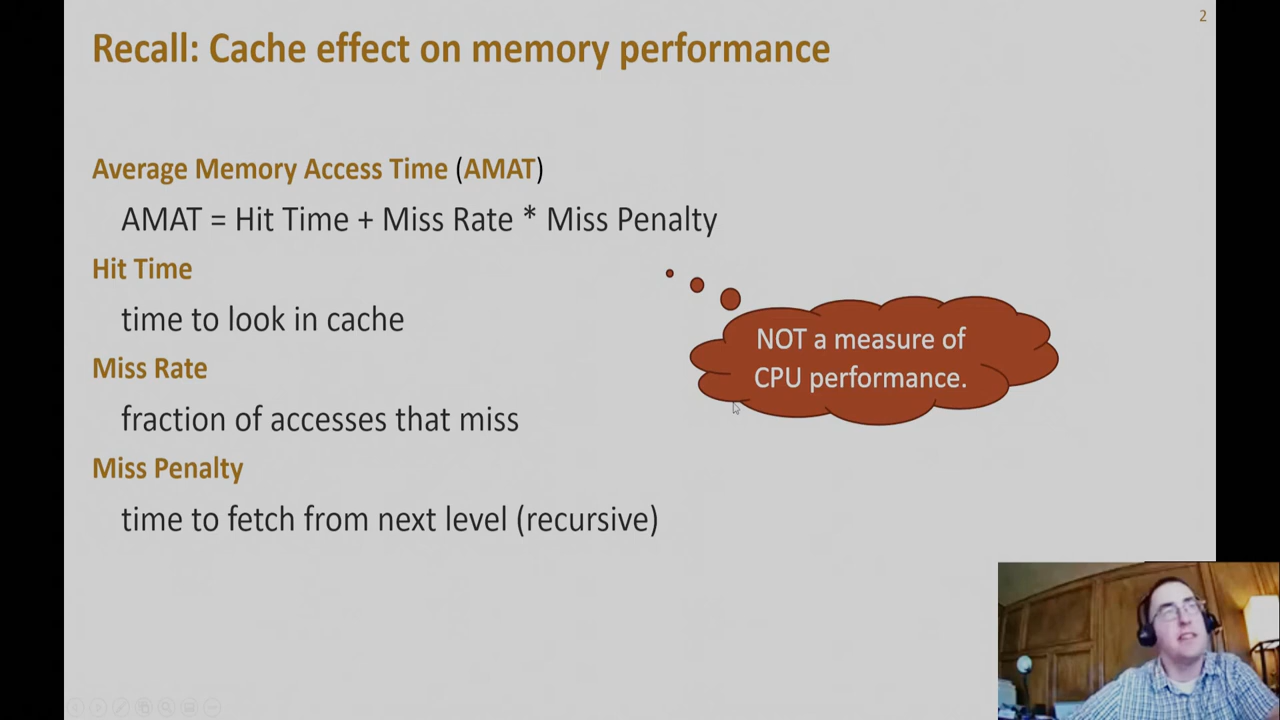 2
Recall: Cache effect on memory performance
Average Memory Access Time (AMAT)
AMAT = Hit Time + Miss Rate * Miss Penalty
Hit Time
time to look in cache
NOT a measure of
CPU performance.
Miss Rate
fraction of accesses that miss
Miss Penalty
time to fetch from next level (recursive)